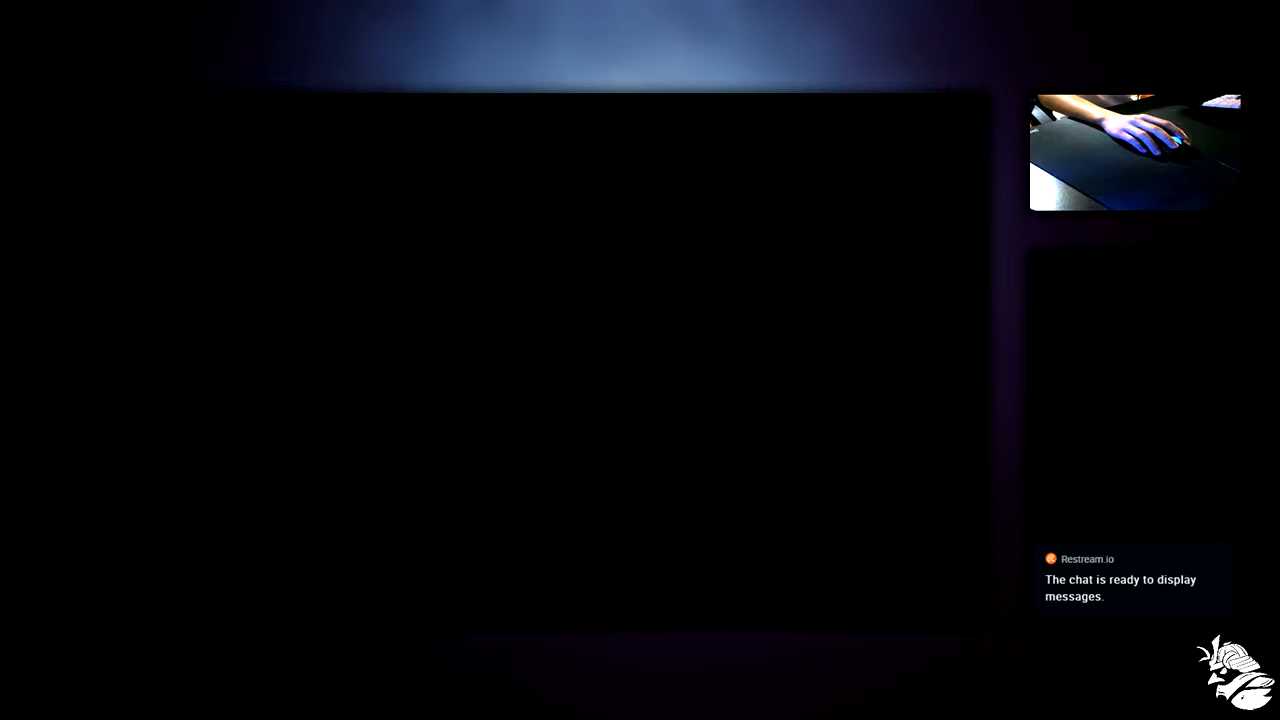 Restream.io
The chat is ready to display
messages.